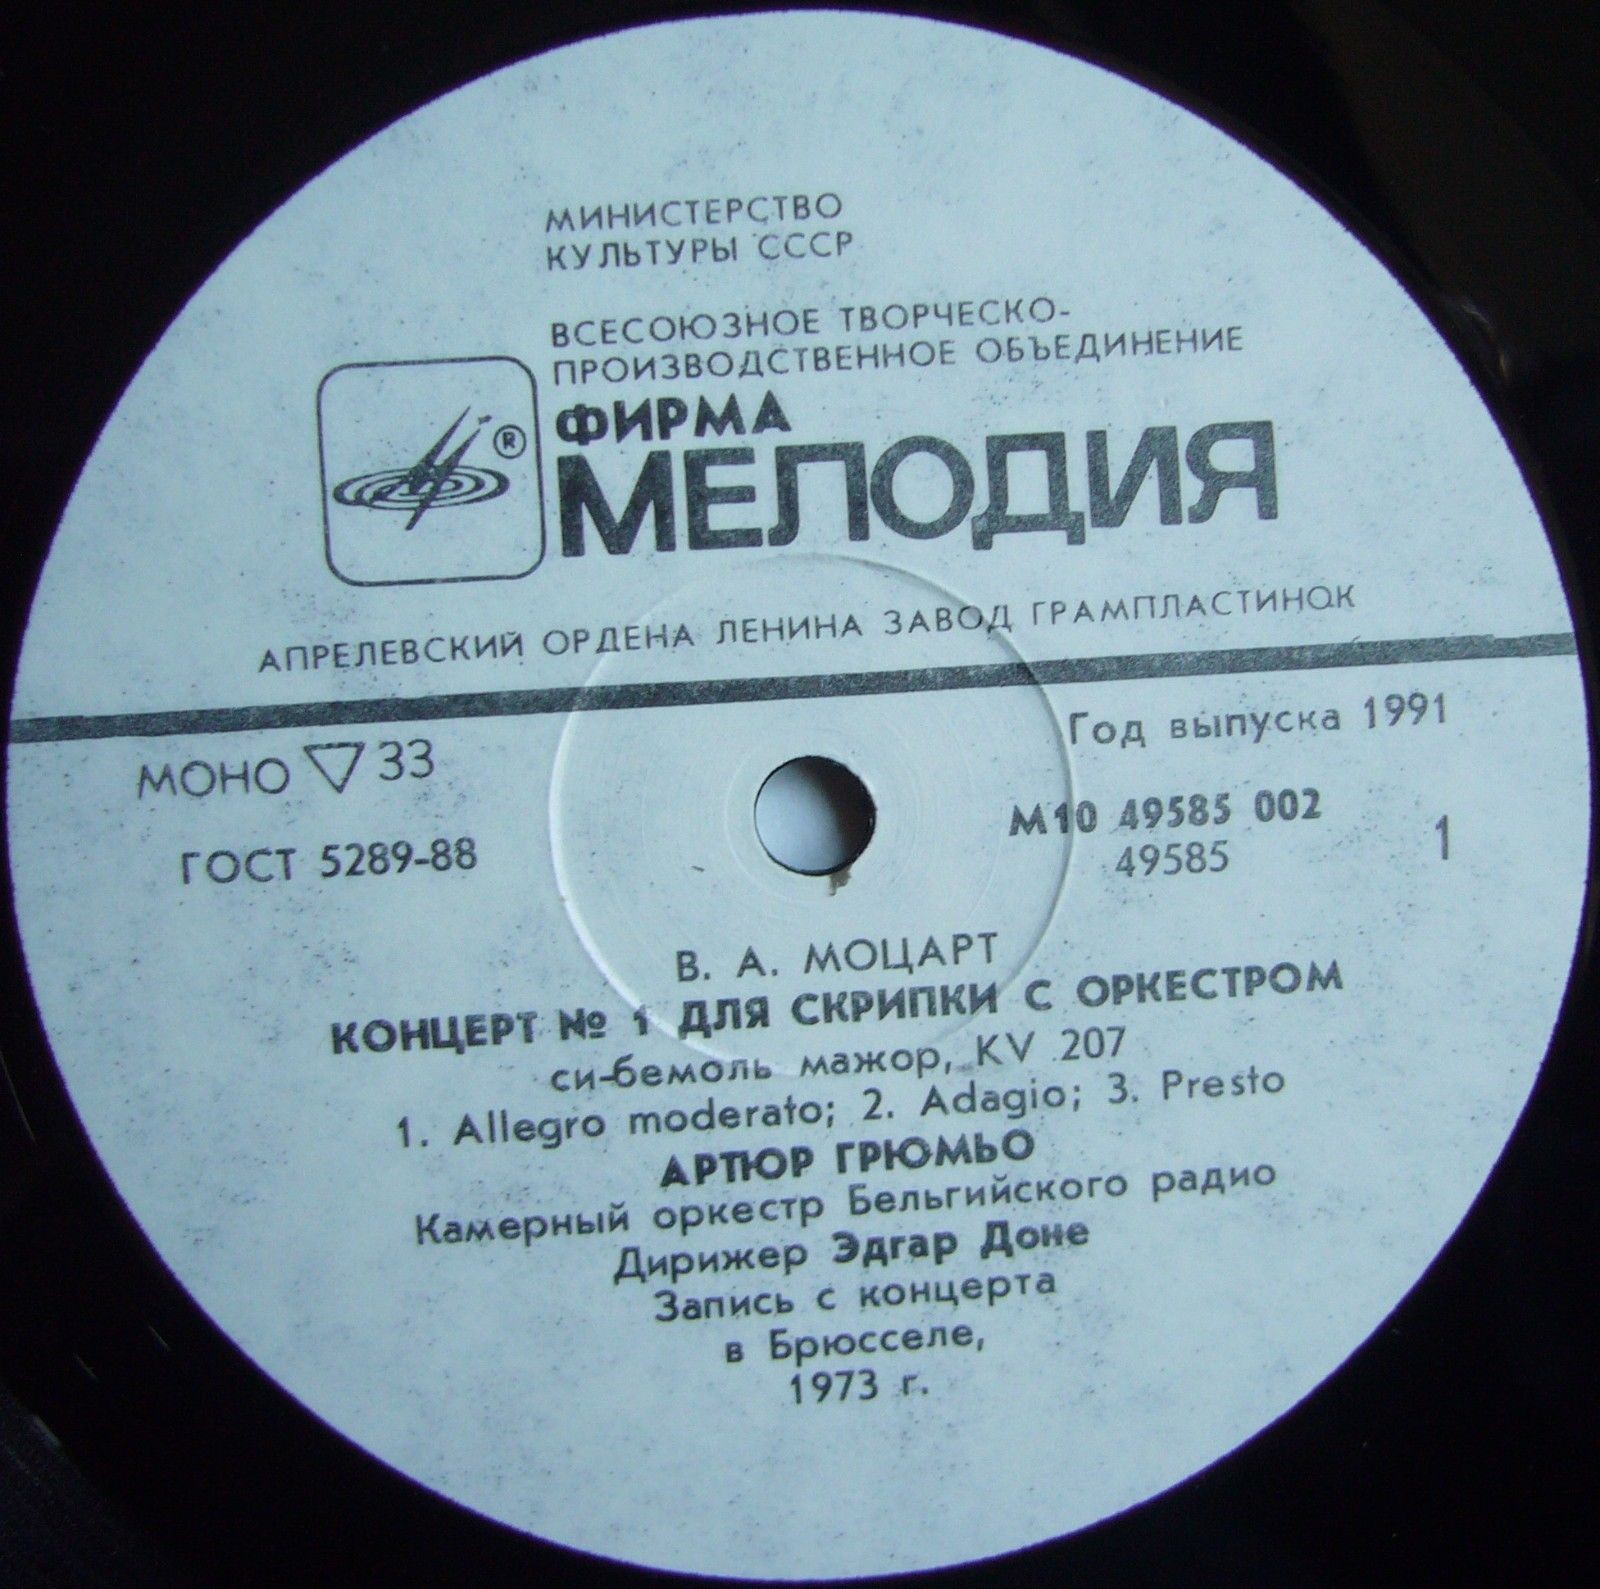 МИНИСТЕРСТВО
КУЛЬТУРЫ СССР
ВСЕСОЮЗНОЕ ТВОРЧЕСКО-
ПРОИЗВОДСТВЕННОЕ ОБЪЕДИНЕНИЕ
®
ФИРМА
МЕЛОДИЯ
АПРЕЛЕВСКИЙ ОРДЕНА ЛЕНИНА ЗАВОД ГРАМПЛАСТИНОК
МОНО ▽ 33
Год выпуска 1991
ГОСТ 5289-88
М10 49585 002
49585
1
В. А. МОЦАРТ
КОНЦЕРТ № 1 ДЛЯ СКРИПКИ С ОРКЕСТРОМ
си-бемоль мажор, KV 207
1. Allegro moderato; 2. Adagio; 3. Presto
АРТЮР ГРЮМЬО
Камерный оркестр Бельгийского радио
Дирижер Эдгар Доне
Запись с концерта
в Брюсселе,
1973 г.